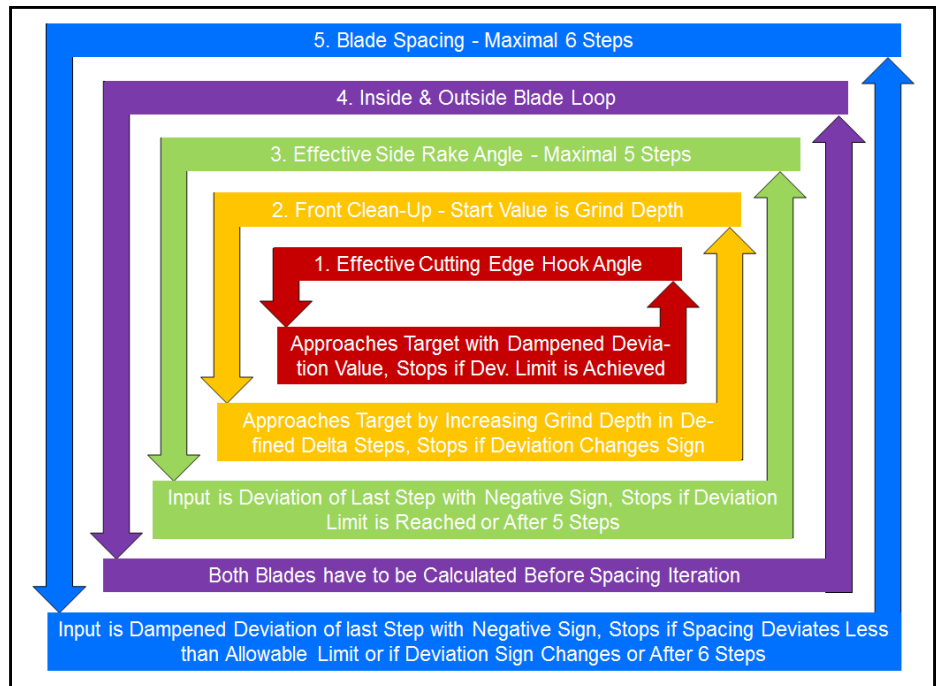 5. Blade Spacing - Maximal 6 Steps
4. Inside & Outside Blade Loop
3. Effective Side Rake Angle - Maximal 5 Steps
2. Front Clean-Up - Start Value is Grind Depth
1. Effective Cutting Edge Hook Angle
Approaches Target with Dampened Devia-
tion Value, Stops if Dev. Limit is Achieved
Approaches Target by Increasing Grind Depth in De-
fined Delta Steps, Stops if Deviation Changes Sign
Input is Deviation of Last Step with Negative Sign, Stops if Deviation
Limit is Reached or After 5 Steps
Both Blades have to be Calculated Before Spacing Iteration
Input is Dampened Deviation of last Step with Negative Sign, Stops if Spacing Deviates Less
than Allowable Limit or if Deviation Sign Changes or After 6 Steps